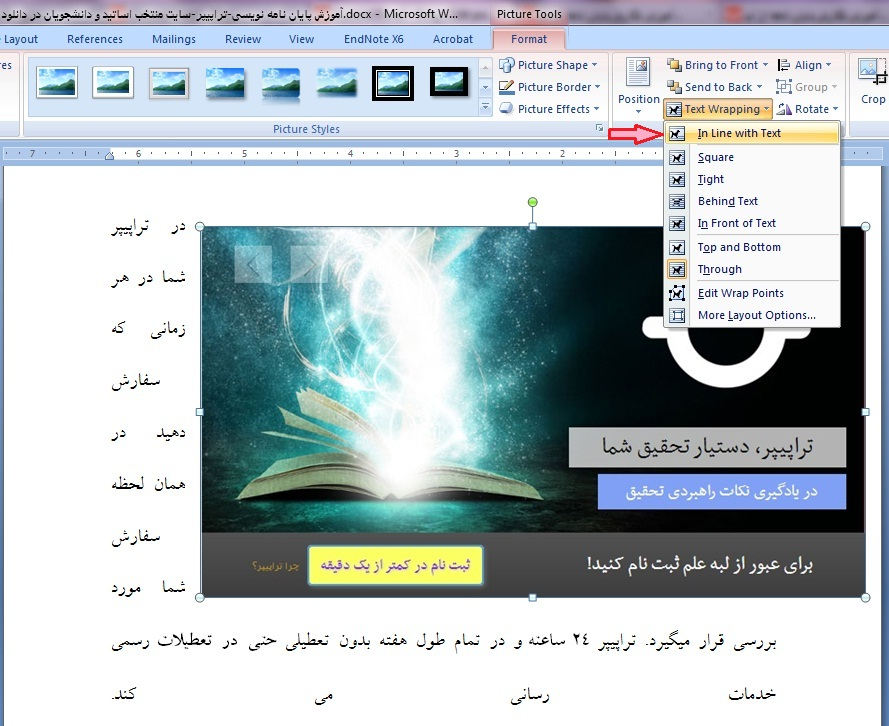 آموزش پایان نامه نویسی-تراپیپر-سایت منتخب اساتید و دانشجویان در دانلود.docx - Microsoft W...
Picture Tools
Layout References Mailings Review View EndNote X6 Acrobat Format
Picture Shape
Picture Border
Picture Effects
Picture Styles
Position
Bring to Front
Send to Back
Text Wrapping
Align
Group
Rotate
Crop
In Line with Text
Square
Tight
Behind Text
In Front of Text
Top and Bottom
Through
Edit Wrap Points
More Layout Options...
7 6 5 4 3 2
در تراپیپر
شما در هر
زمانی که
سفارش
دهید در
همان لحظه
سفارش
شما مورد
تراپیپر، دستیار تحقیق شما
در یادگیری نکات راهبردی تحقیق
برای عبور از لبه علم ثبت نام کنید!
ثبت نام در کمتر از یک دقیقه
چرا تراپیپر؟
بررسی قرار میگیرد. تراپیپر ۲۴ ساعته و در تمام طول هفته بدون تعطیلی حتی در تعطیلات رسمی
خدمات رسانی می کند.